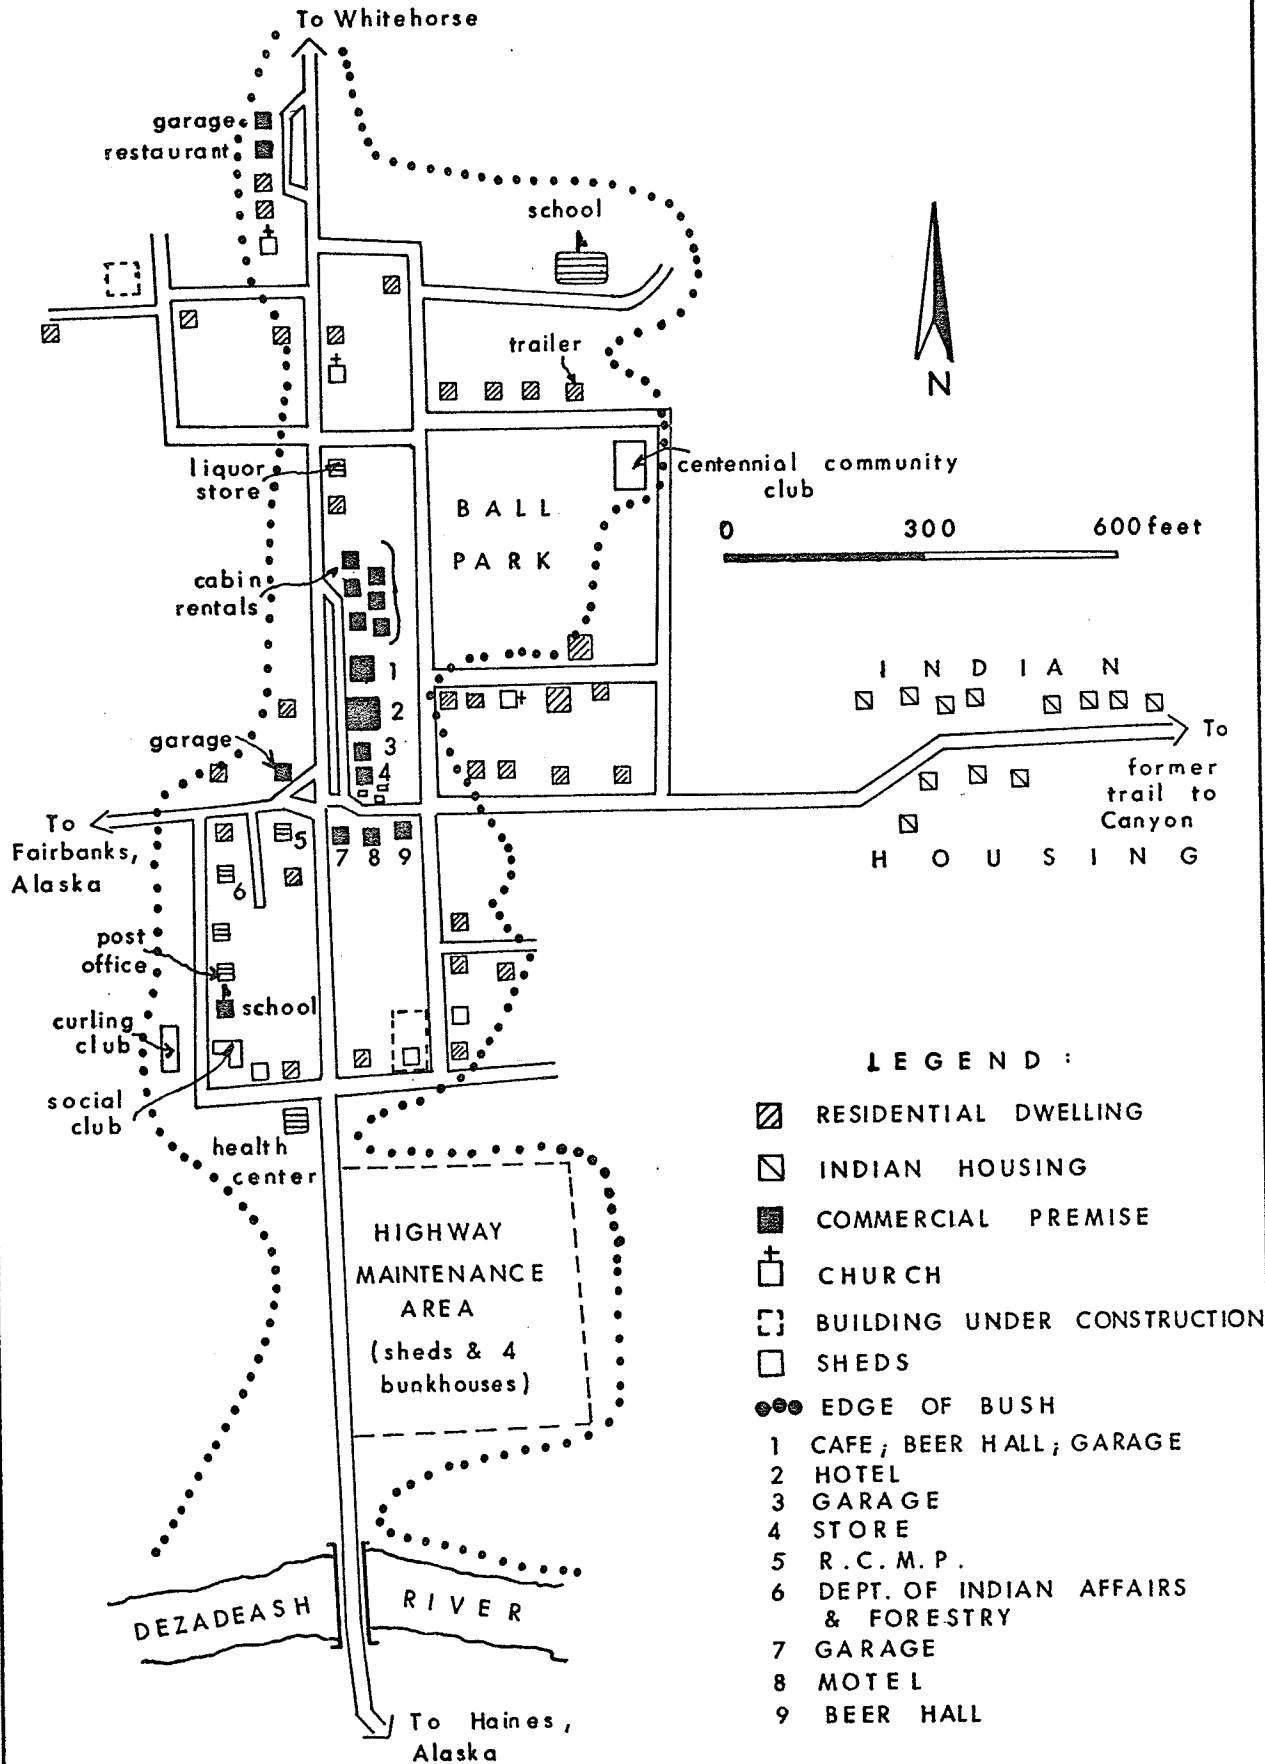 To Whitehorse
garage
restaurant
school
trailer
N
liquor
store
centennial community
club
BALL
PARK
0 300 600 feet
cabin
rentals
1
2
3
4
INDIAN
garage
To
former
trail to
Canyon
HOUSING
To
Fairbanks,
Alaska
5
6
7 8 9
post
office
school
curling
club
social
club
health
center
HIGHWAY
MAINTENANCE
AREA
(sheds & 4
bunkhouses)
DEZADEASH RIVER
To Haines,
Alaska
LEGEND :
RESIDENTIAL DWELLING
INDIAN HOUSING
COMMERCIAL PREMISE
CHURCH
BUILDING UNDER CONSTRUCTION
SHEDS
EDGE OF BUSH
1 CAFE; BEER HALL; GARAGE
2 HOTEL
3 GARAGE
4 STORE
5 R.C.M.P.
6 DEPT. OF INDIAN AFFAIRS
& FORESTRY
7 GARAGE
8 MOTEL
9 BEER HALL